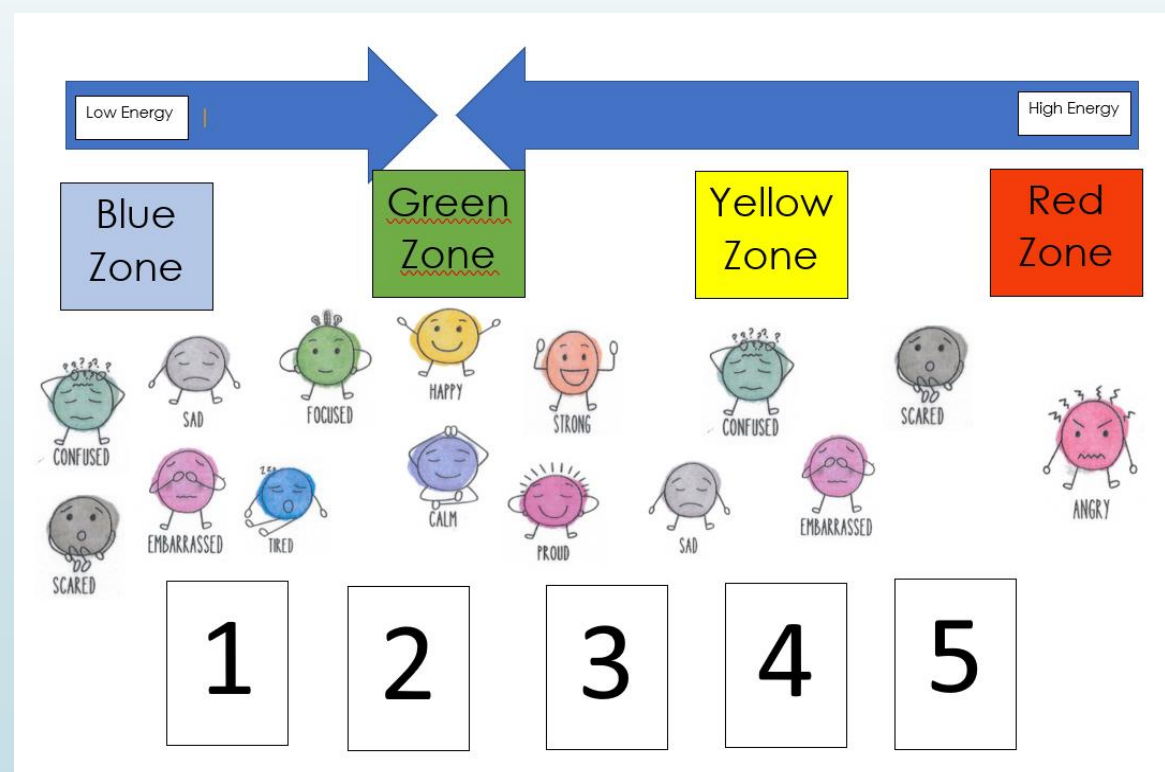 Low Energy
High Energy
Blue
Zone
Green
Zone
Yellow
Zone
Red
Zone
CONFUSED
SAD
FOCUSED
HAPPY
STRONG
CONFUSED
SCARED
ANGRY
SCARED
EMBARRASSED
TIRED
CALM
PROUD
SAD
EMBARRASSED
1
2
3
4
5